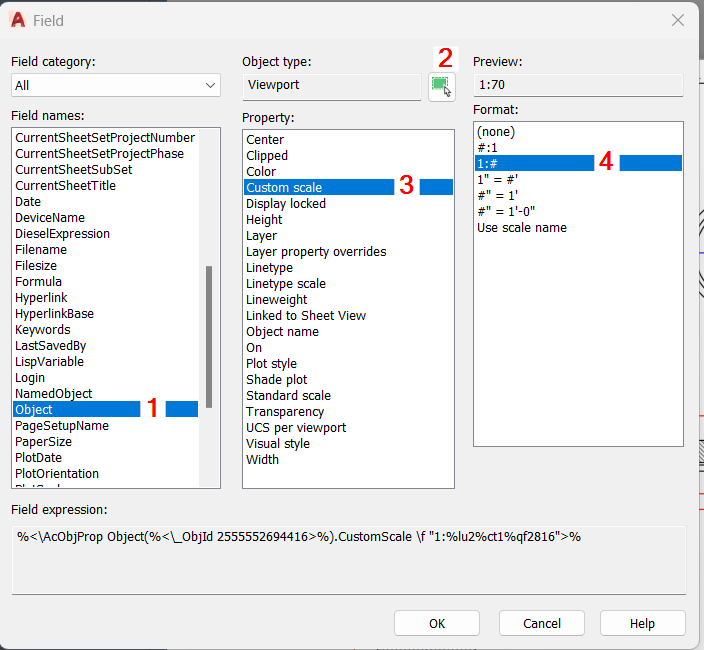 Field
Field category:
All
Field names:
CurrentSheetSetProjectNumber
CurrentSheetSetProjectPhase
CurrentSheetSubSet
CurrentSheetTitle
Date
DeviceName
DieselExpression
Filename
Filesize
Formula
Hyperlink
HyperlinkBase
Keywords
LastSavedBy
LispVariable
Login
NamedObject
Object 1
PageSetupName
PaperSize
PlotDate
PlotOrientation
Object type: 2
Viewport
Property:
Center
Clipped
Color
Custom scale 3
Display locked
Height
Layer
Layer property overrides
Linetype
Linetype scale
Lineweight
Linked to Sheet View
Object name
On
Plot style
Shade plot
Standard scale
Transparency
UCS per viewport
Visual style
Width
Preview:
1:70
Format:
(none)
#:1
1:# 4
1" = #'
#" = 1'
#" = 1'-0"
Use scale name
Field expression:
%<\AcObjProp Object(%<\_ObjId 2555552694416>%).CustomScale \f "1:%lu2%ct1%qf2816">%
OK Cancel Help